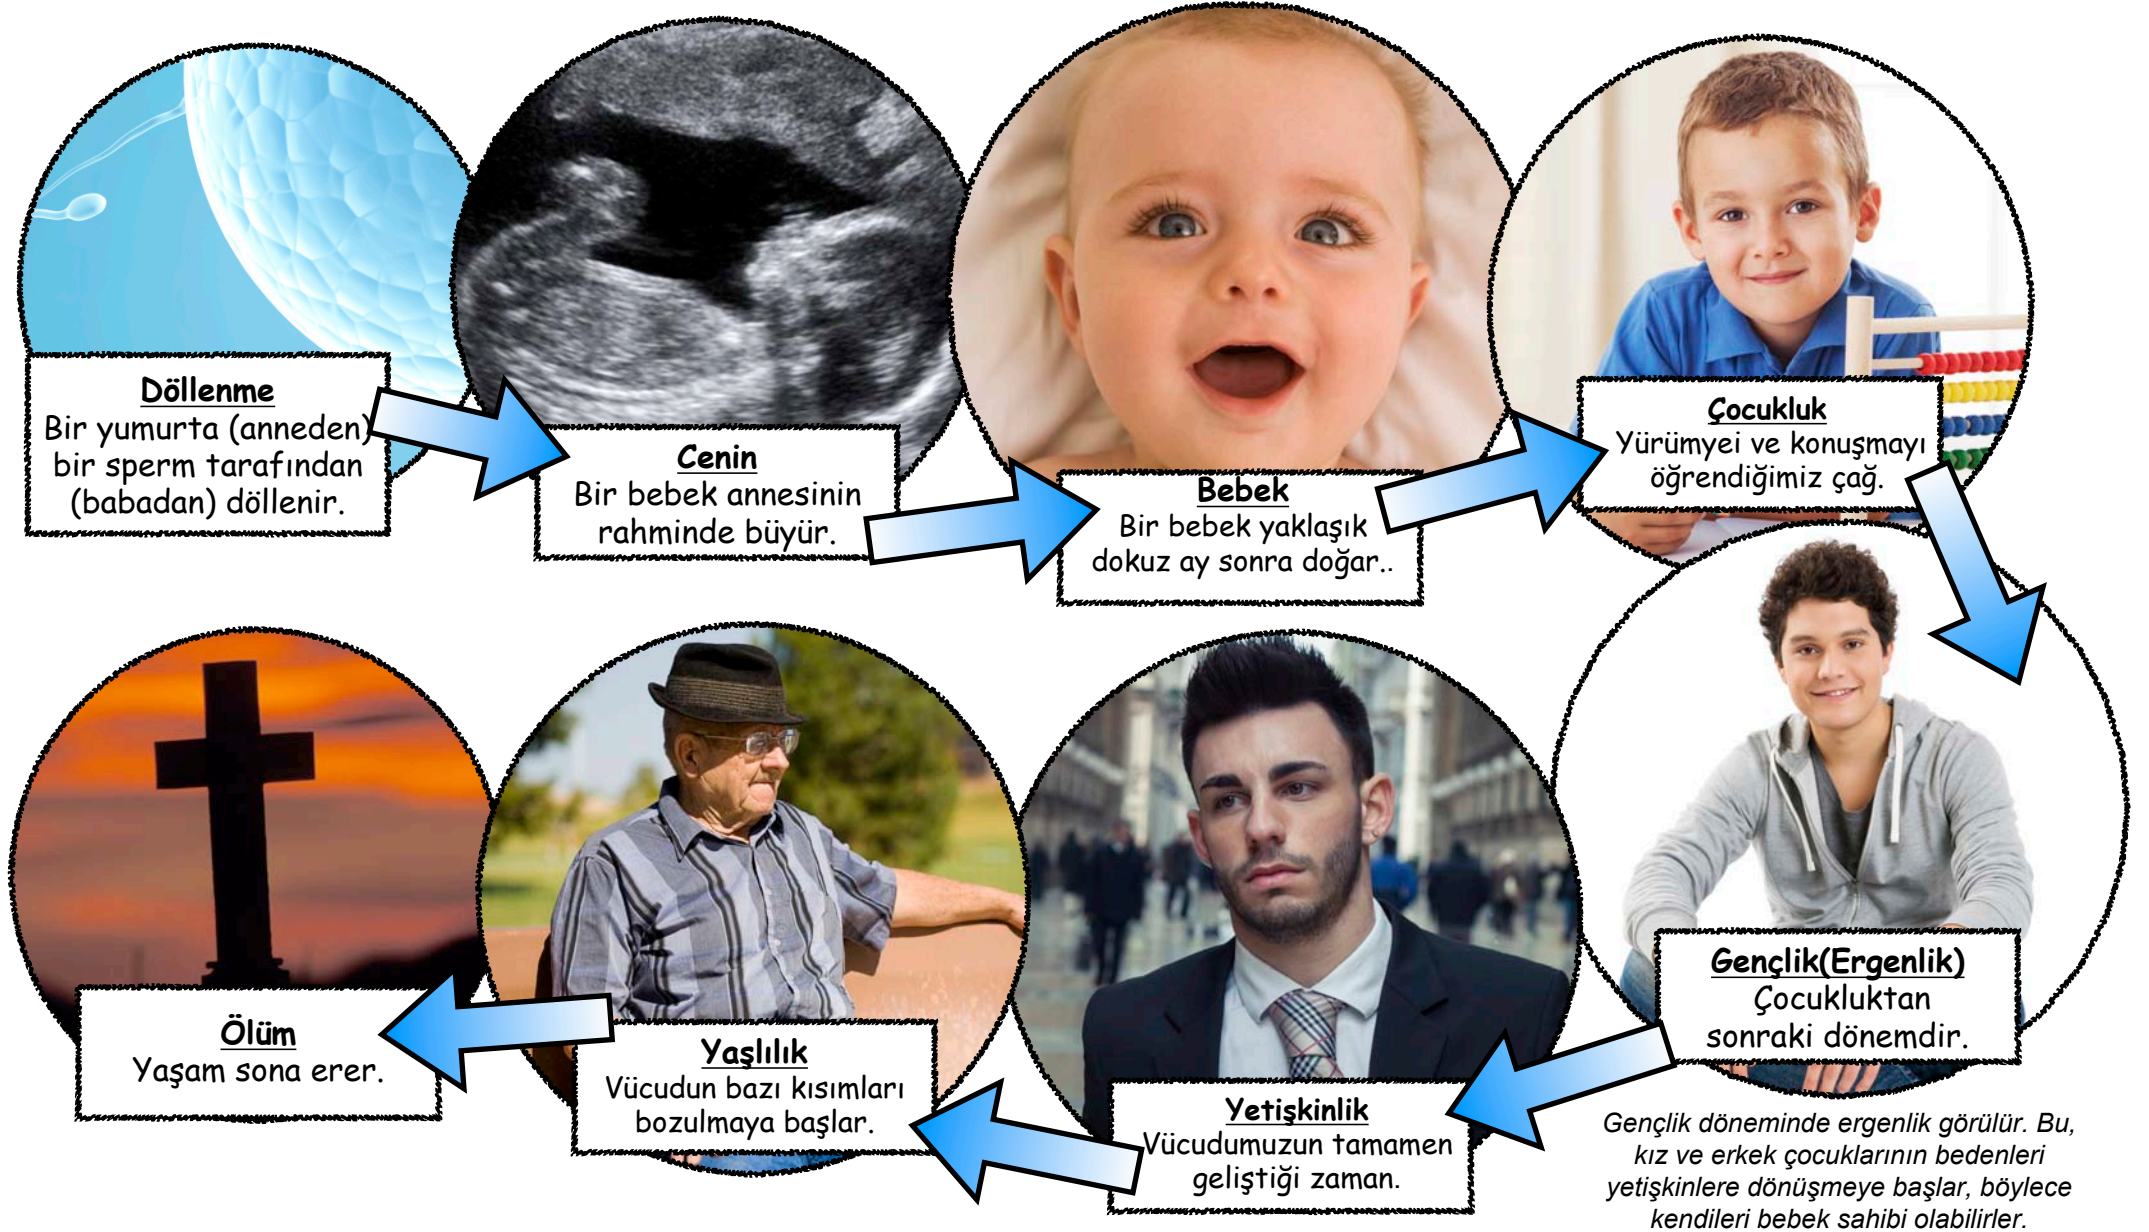 Döllenme
Bir yumurta (anneden)
bir sperm tarafından
(babadan) döllenir.
Cenin
Bir bebek annesinin
rahminde büyür.
Bebek
Bir bebek yaklaşık
dokuz ay sonra doğar..
Çocukluk
Yürümyei ve konuşmayı
öğrendiğimiz çağ.
Gençlik(Ergenlik)
Çocukluktan
sonraki dönemdir.
Gençlik döneminde ergenlik görülür. Bu,
kız ve erkek çocuklarının bedenleri
yetişkinlere dönüşmeye başlar, böylece
kendileri bebek sahibi olabilirler.
Yetişkinlik
Vücudumuzun tamamen
geliştiği zaman.
Yaşlılık
Vücudun bazı kısımları
bozulmaya başlar.
Ölüm
Yaşam sona erer.